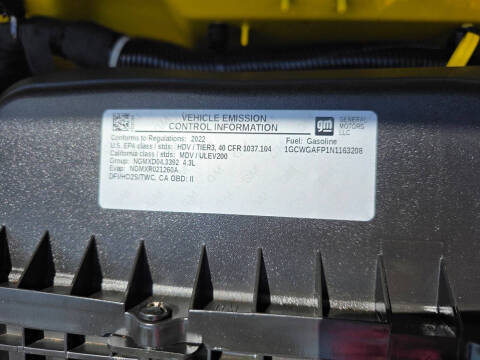 VEHICLE EMISSION
CONTROL INFORMATION
gm GENERAL
MOTORS
LLC
Conforms to Regulations: 2022
Fuel: Gasoline
U.S. EPA class / stds: HDV / TIER3, 40 CFR 1037.104
1GCWGAFP1N1163208
California class / stds: MDV / ULEV200
Group: NGMXD04.3392 4.3L
Evap: NGMXR021260A
DFI/HO2S/TWC, CA OBD: II